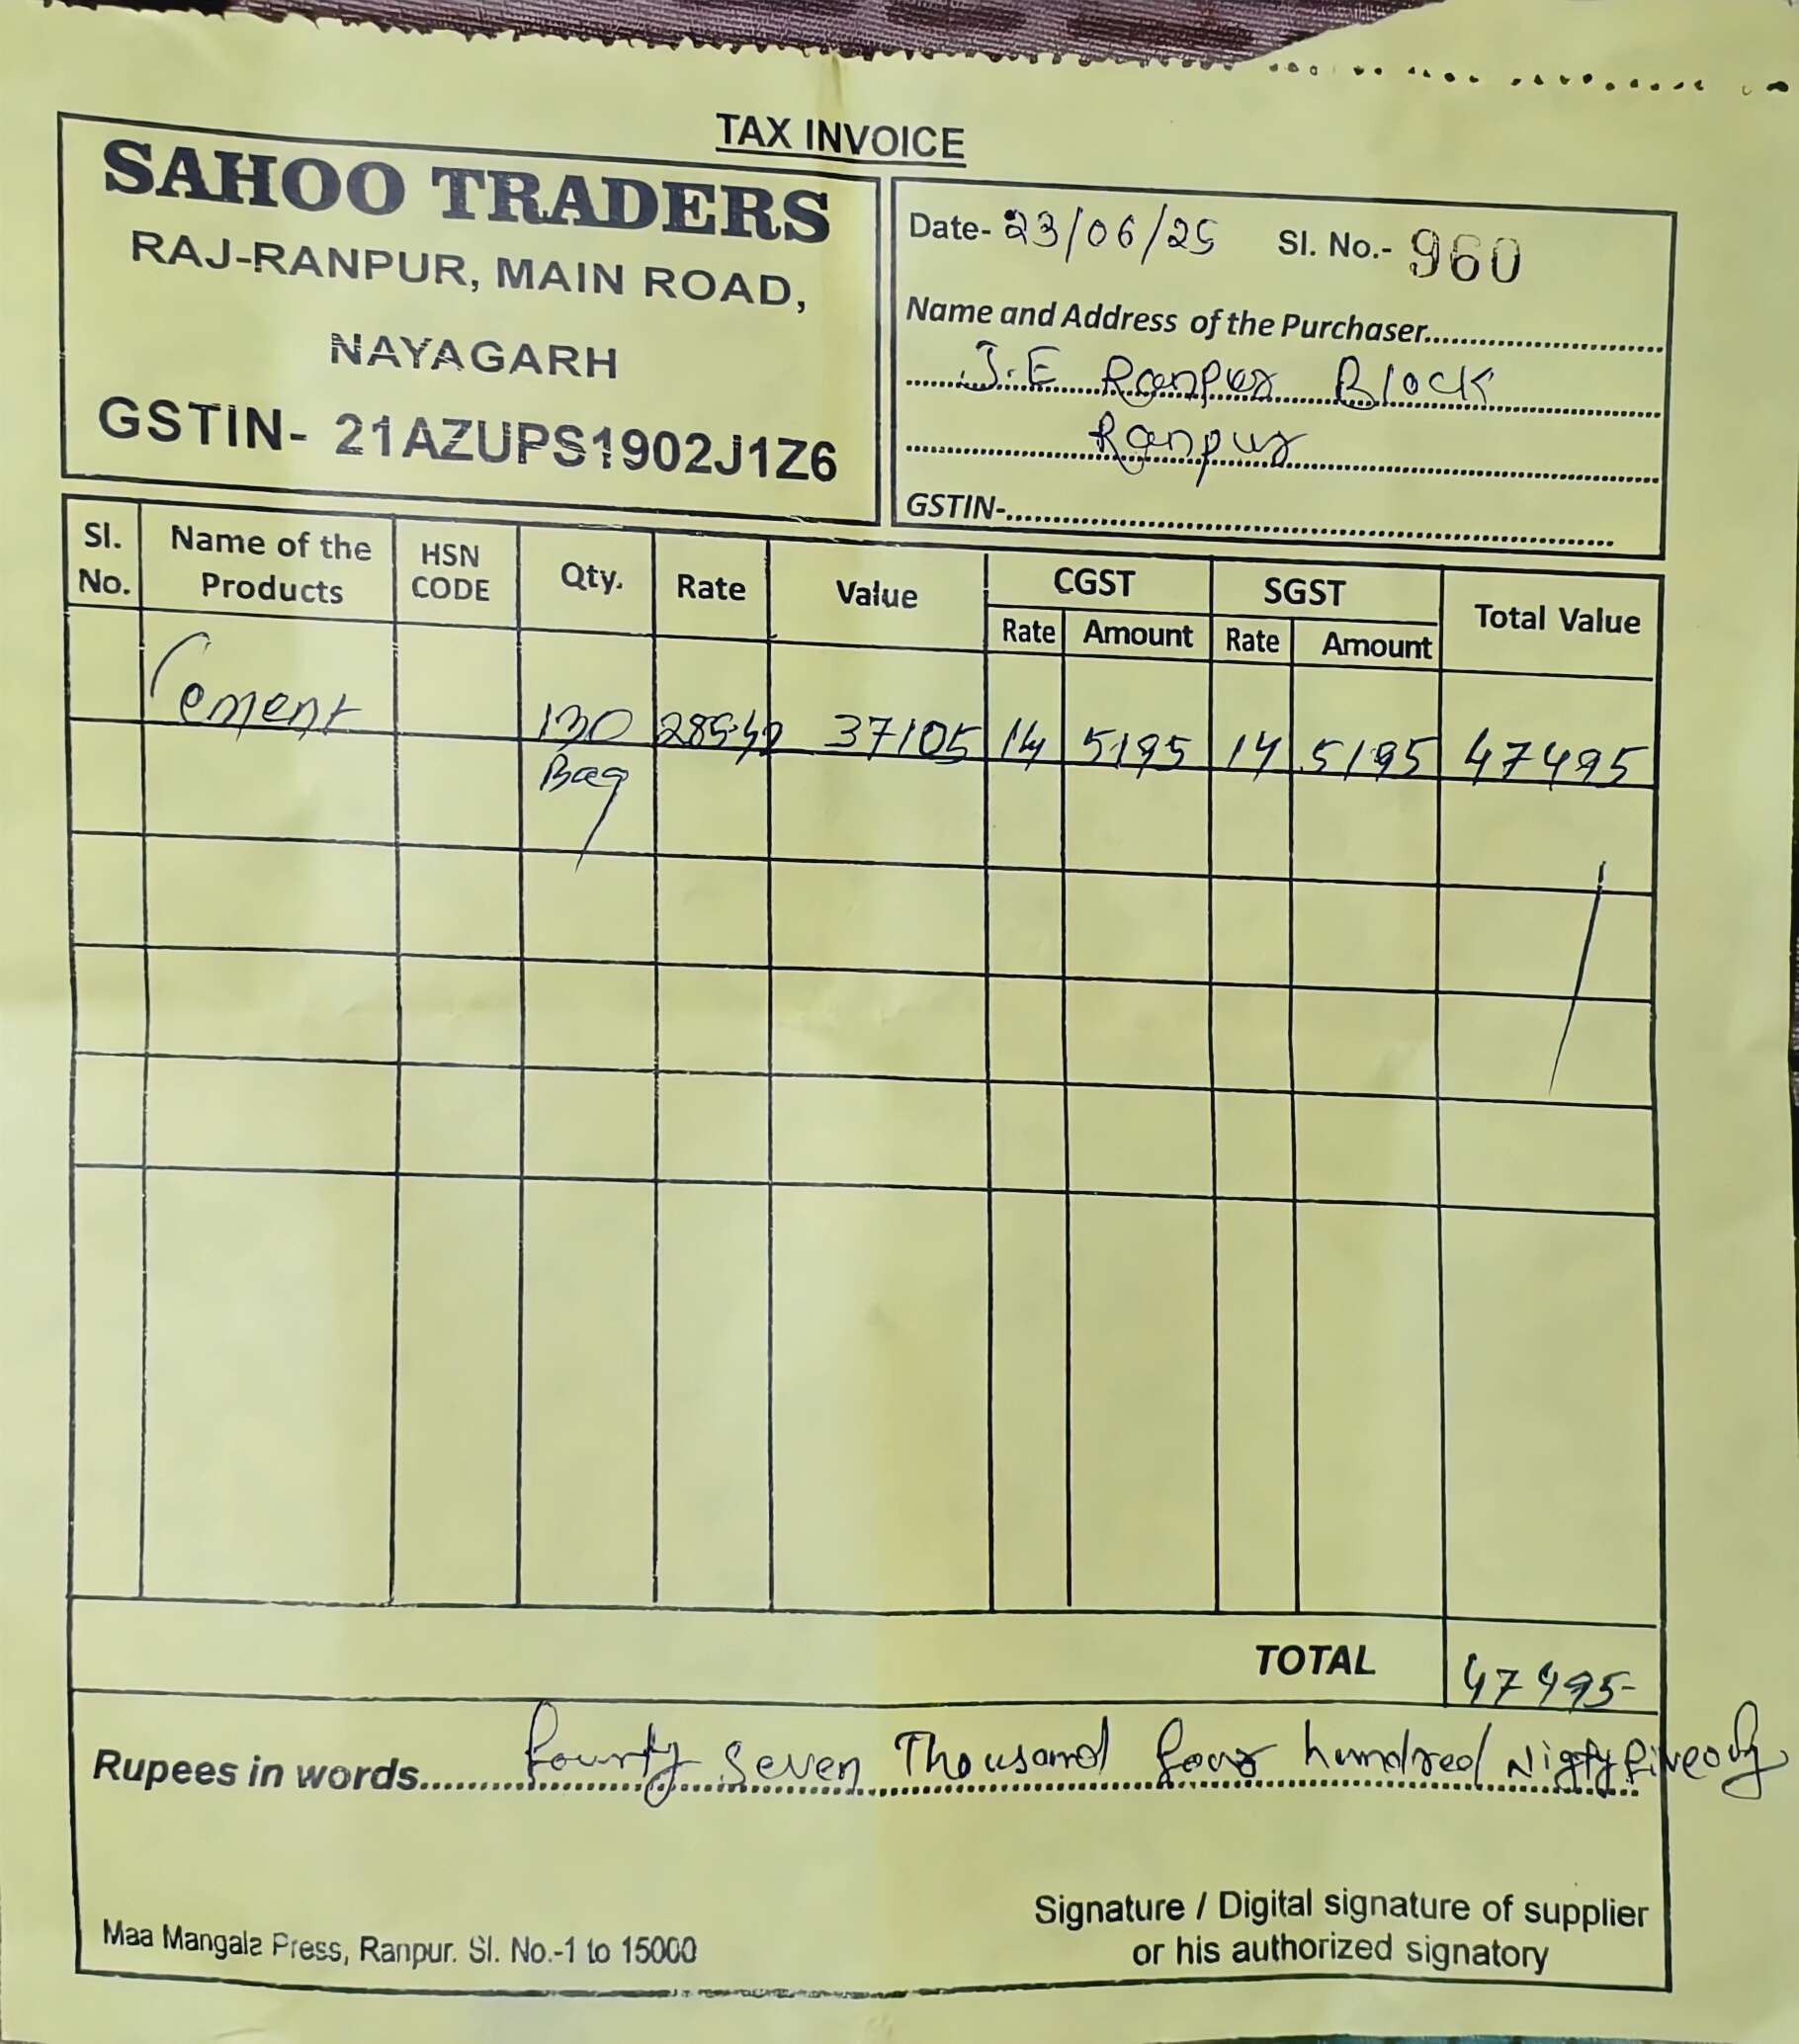 TAX INVOICE
SAHOO TRADERS
RAJ-RANPUR, MAIN ROAD,
NAYAGARH
GSTIN- 21AZUPS1902J1Z6
Date- 23/06/25 Sl. No.- 960
Name and Address of the Purchaser..............................
J.E Ranpur Block
Ranpur
GSTIN-..............................
Sl. No. Name of the Products HSN CODE Qty. Rate Value CGST SGST Total Value
Rate Amount Rate Amount
Cement 130 285.42 37105 14 5195 14 5195 47495
Bag
TOTAL 47495-
Rupees in words........ fourty seven Thousand four hundred Nigty five only
Signature / Digital signature of supplier
or his authorized signatory
Maa Mangala Press, Ranpur. Sl. No.-1 to 15000